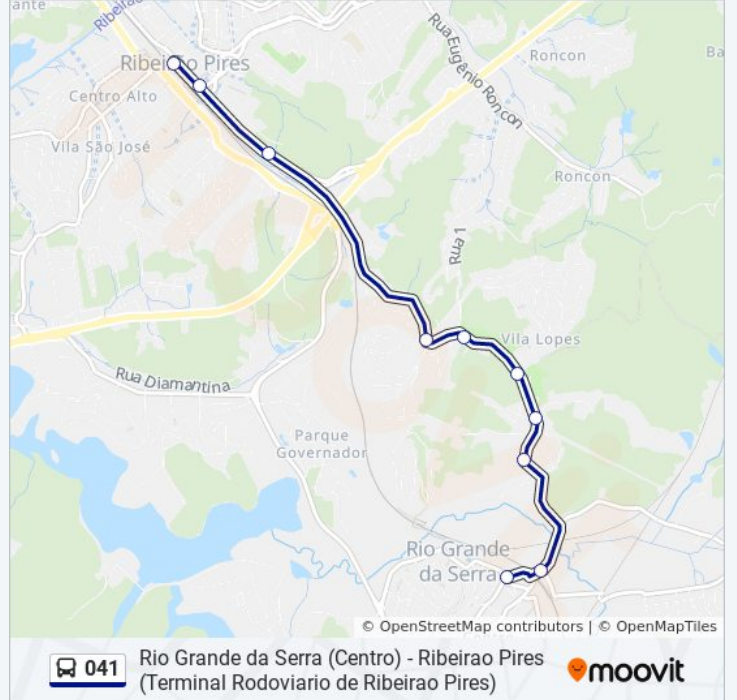 Ribeirão Pires
Roncon
Rua Eugênio Roncon
Centro Alto
Vila São José
Roncon
Rua 1
Vila Lopes
Rua Diamantina
Parque
Governador
Rio Grande
da Serra
© OpenStreetMap contributors | © OpenMapTiles
041
Rio Grande da Serra (Centro) - Ribeirao Pires
(Terminal Rodoviario de Ribeirao Pires)
moovit